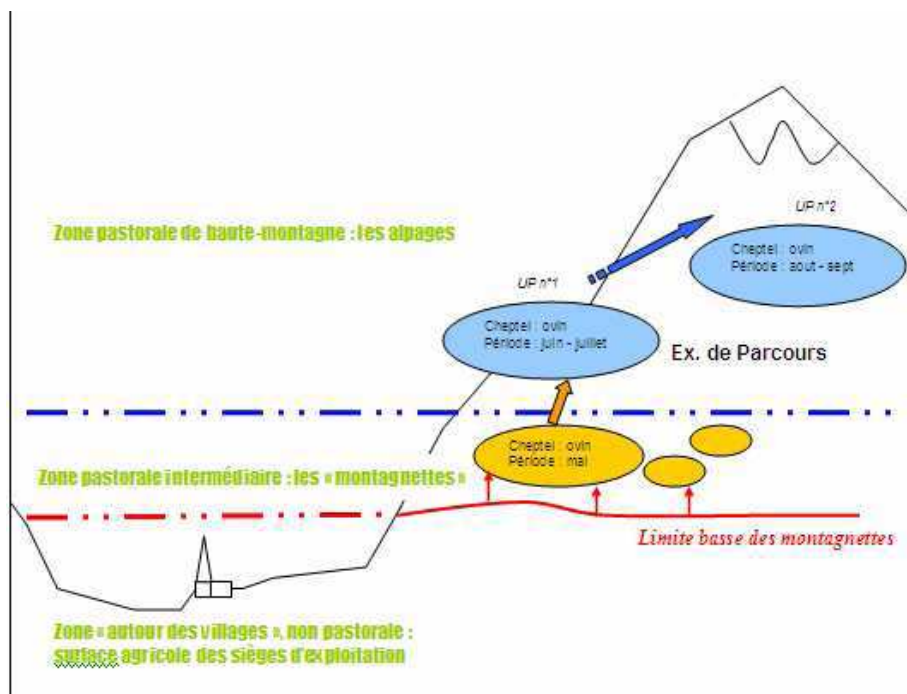 UP n°2
Zone pastorale de haute-montagne : les alpages
Cheptel : ovin
Période : aout - sept
UP n°1
Cheptel : ovin
Période : juin - juillet
Ex. de Parcours
Cheptel : ovin
Période : mai
Zone pastorale intermédiaire : les « montagnettes »
Limite basse des montagnettes
Zone « autour des villages », non pastorale :
surface agricole des sièges d'exploitation